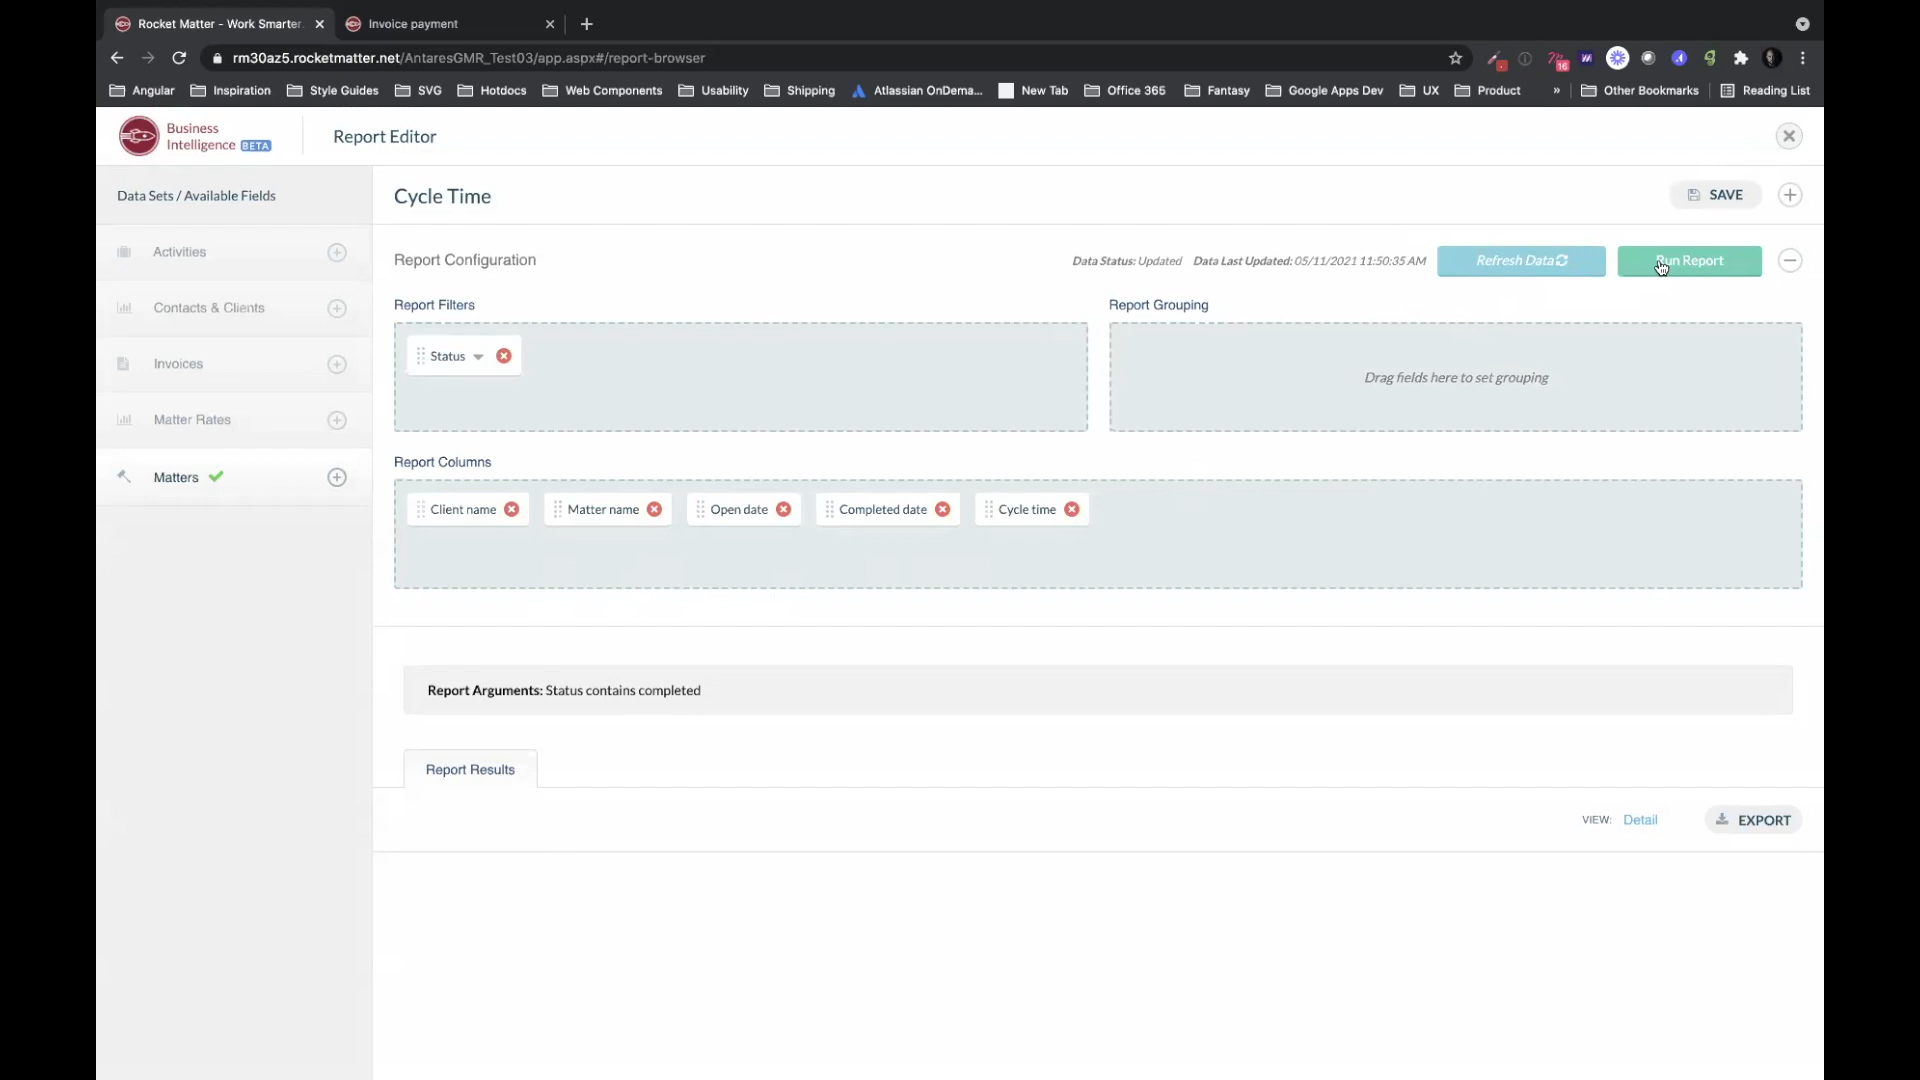 Rocket Matter - Work Smarter
Invoice payment
rm30az5.rocketmatter.net/AntaresGMR_Test03/app.aspx#/report-browser
16
Angular
Inspiration
Style Guides
SVG
Hotdocs
Web Components
Usability
Shipping
Atlassian OnDema...
New Tab
Office 365
Fantasy
Google Apps Dev
UX
Product
»
Other Bookmarks
Reading List
Business
Intelligence BETA
Report Editor
Data Sets / Available Fields
Cycle Time
SAVE
Activities
Contacts & Clients
Invoices
Matter Rates
Matters
Report Configuration
Data Status: Updated Data Last Updated: 05/11/2021 11:50:35 AM
Refresh Data
Run Report
Report Filters
Report Grouping
Status
Drag fields here to set grouping
Report Columns
Client name
Matter name
Open date
Completed date
Cycle time
Report Arguments: Status contains completed
Report Results
VIEW: Detail
EXPORT